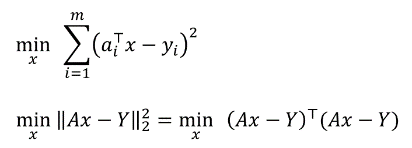 min_x ∑_{i=1}^{m} (a_i^⊤ x − y_i)^2
min_x ‖Ax − Y‖_2^2 = min_x (Ax − Y)^⊤(Ax − Y)